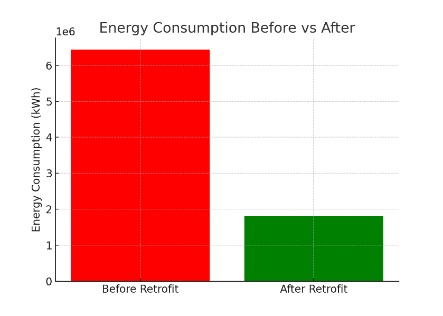 Energy Consumption Before vs After
1e6
Energy Consumption (kWh)
6
5
4
3
2
1
0
Before Retrofit After Retrofit